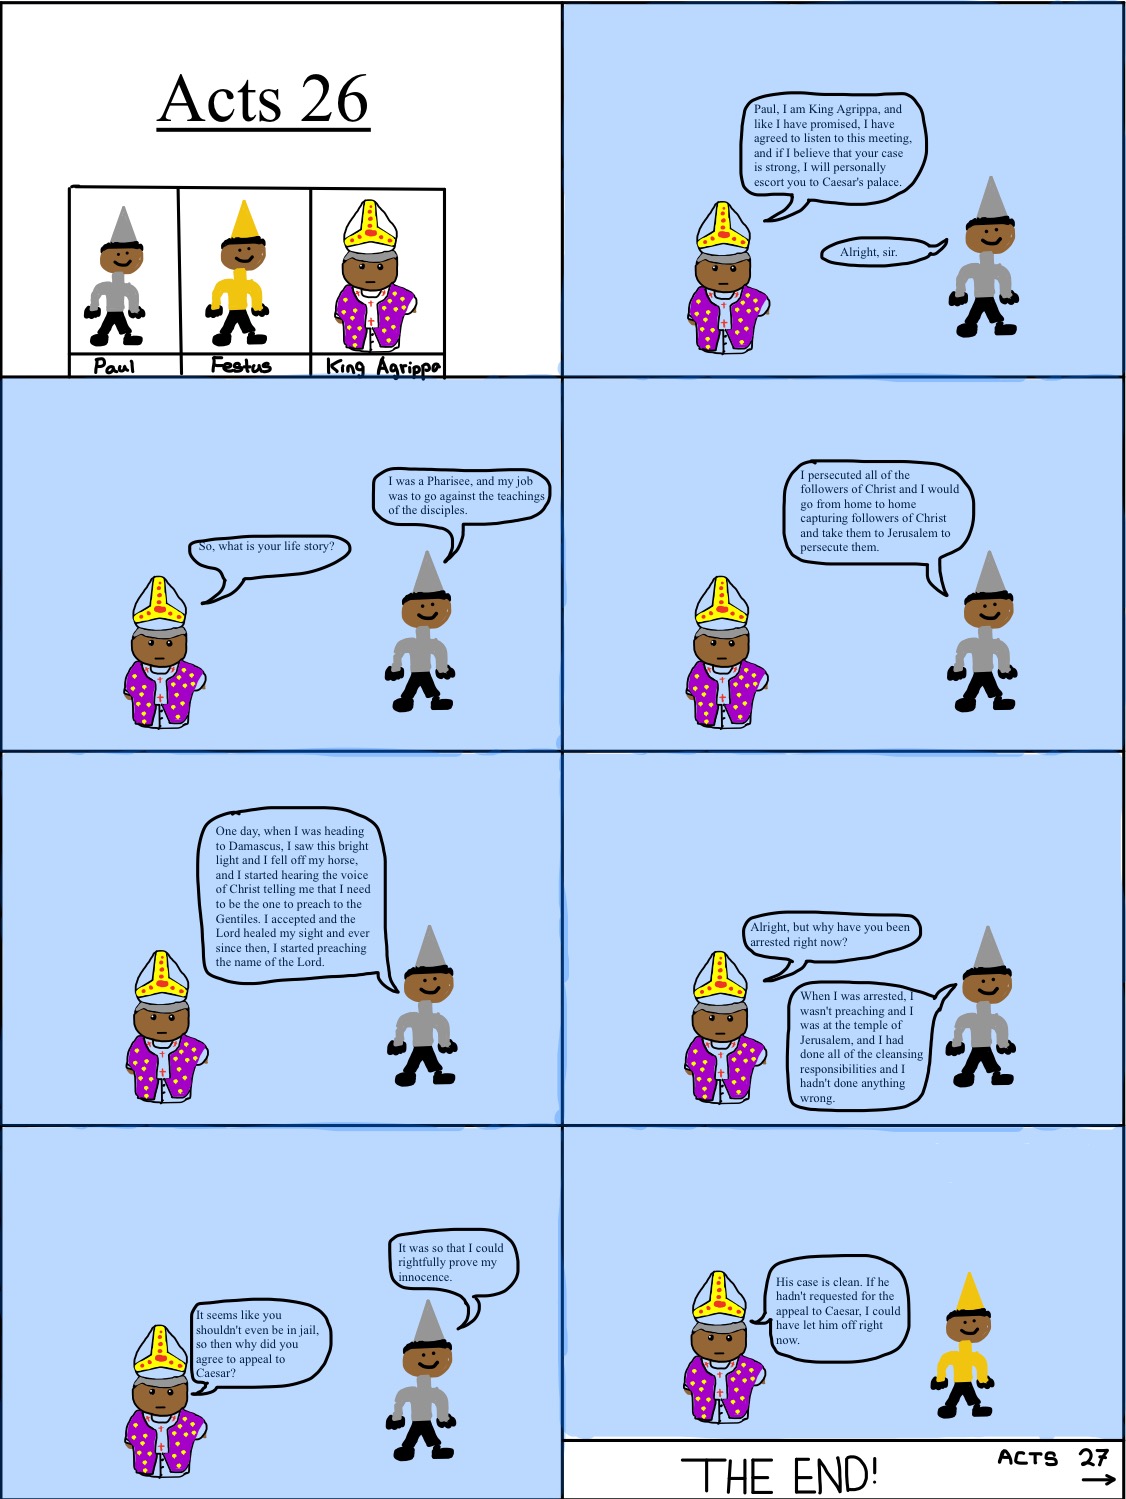 Acts 26
Paul
Festus
King Agrippa
Paul, I am King Agrippa, and
like I have promised, I have
agreed to listen to this meeting,
and if I believe that your case
is strong, I will personally
escort you to Caesar's palace.
Alright, sir.
So, what is your life story?
I was a Pharisee, and my job
was to go against the teachings
of the disciples.
I persecuted all of the
followers of Christ and I would
go from home to home
capturing followers of Christ
and take them to Jerusalem to
persecute them.
One day, when I was heading
to Damascus, I saw this bright
light and I fell off my horse,
and I started hearing the voice
of Christ telling me that I need
to be the one to preach to the
Gentiles. I accepted and the
Lord healed my sight and ever
since then, I started preaching
the name of the Lord.
Alright, but why have you been
arrested right now?
When I was arrested, I
wasn't preaching and I
was at the temple of
Jerusalem, and I had
done all of the cleansing
responsibilities and I
hadn't done anything
wrong.
It seems like you
shouldn't even be in jail,
so then why did you
agree to appeal to
Caesar?
It was so that I could
rightfully prove my
innocence.
His case is clean. If he
hadn't requested for the
appeal to Caesar, I could
have let him off right
now.
THE END!
ACTS 27